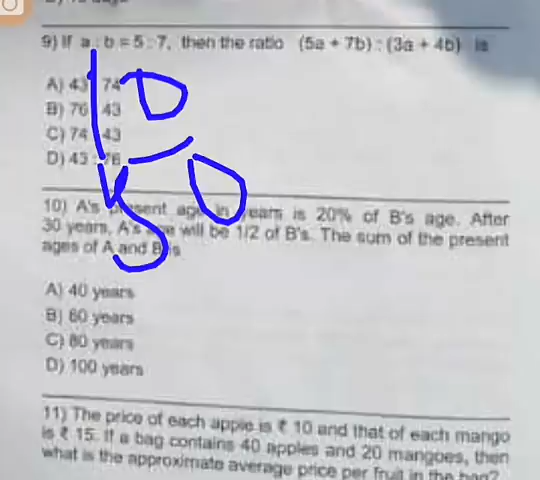 9) If a : b = 5 : 7, then the ratio (5a + 7b) : (3a + 4b) is
A) 43 : 74
B) 76 : 43
C) 74 : 43
D) 43 : 76
10) A's present age in years is 20% of B's age. After
30 years, A's age will be 1/2 of B's. The sum of the present
ages of A and B is
A) 40 years
B) 60 years
C) 80 years
D) 100 years
11) The price of each apple is ₹ 10 and that of each mango
is ₹ 15. If a bag contains 40 apples and 20 mangoes, then
what is the approximate average price per fruit in the bag?